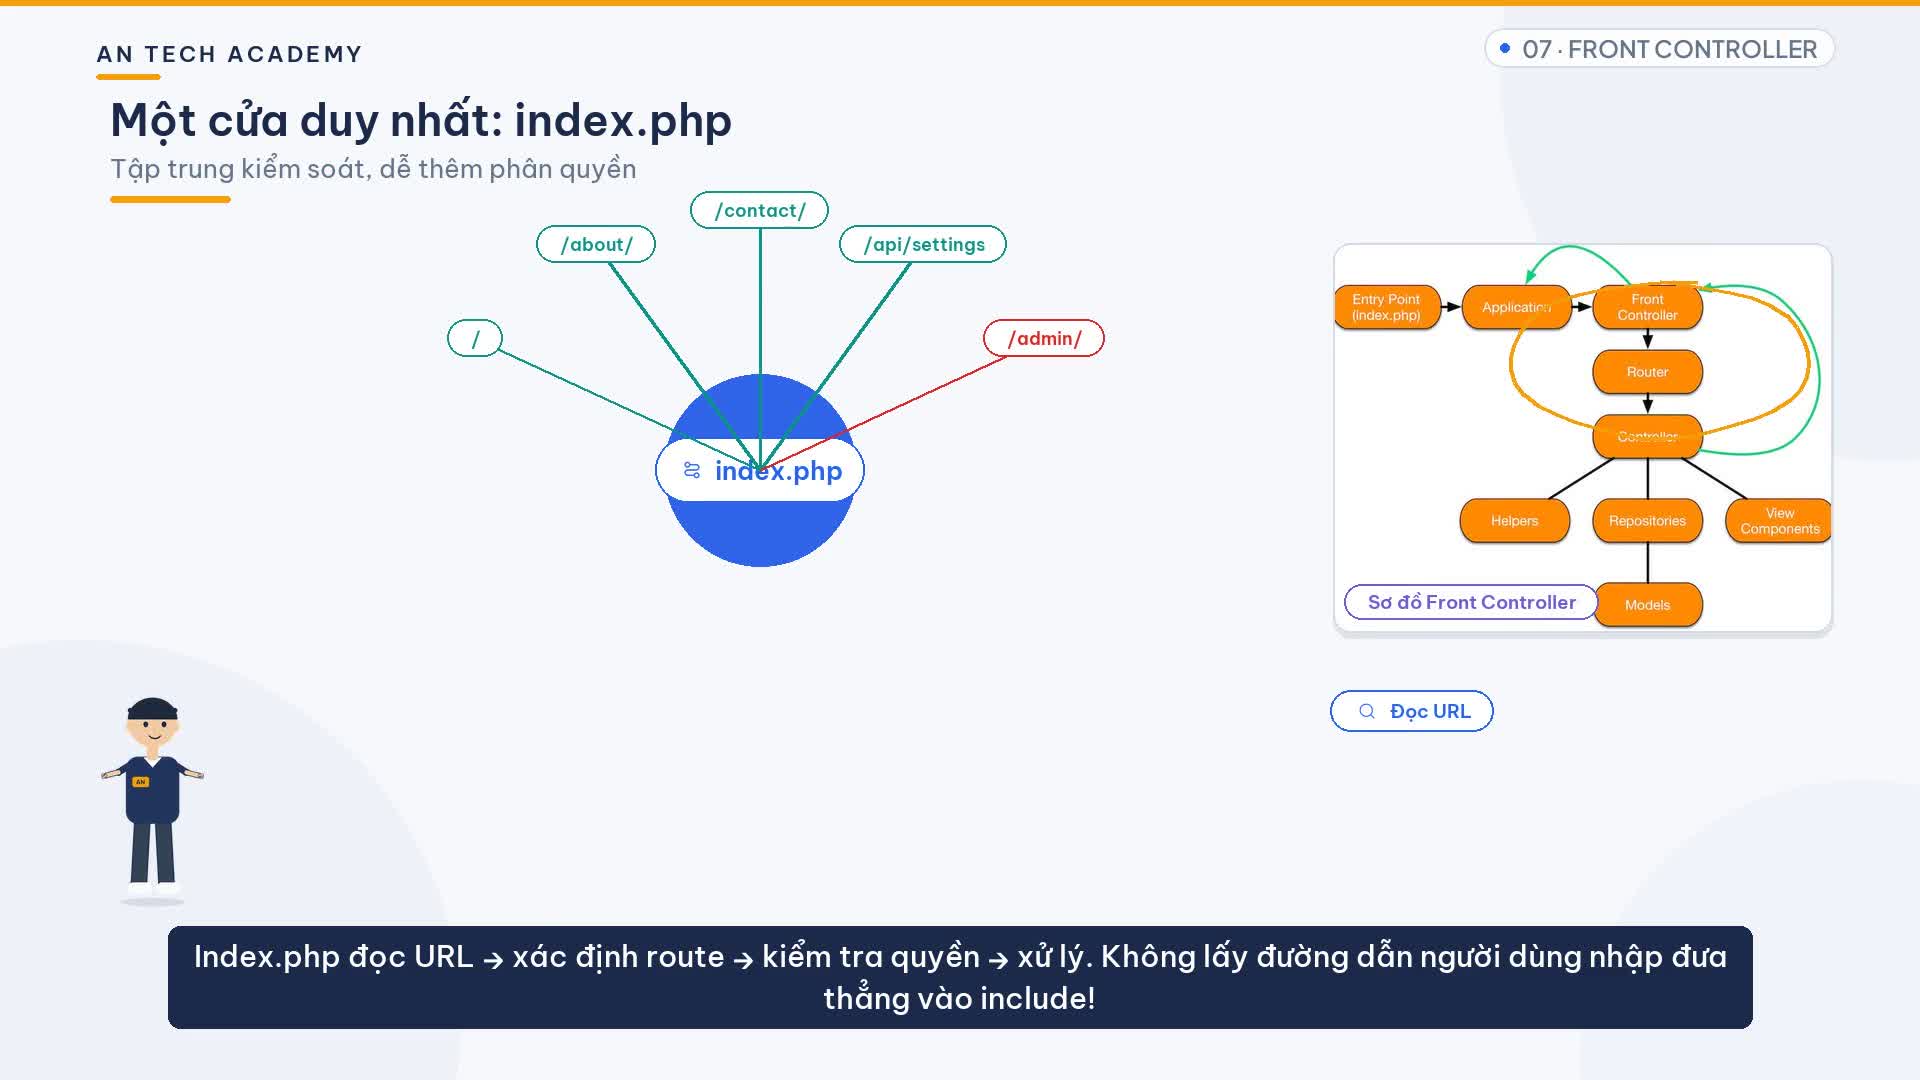 AN TECH ACADEMY
07 · FRONT CONTROLLER
Một cửa duy nhất: index.php
Tập trung kiểm soát, dễ thêm phân quyền
/contact/
/about/
/api/settings
/
/admin/
index.php
Entry Point
(index.php)
Application
Front
Controller
Router
Controller
Helpers
Repositories
View
Components
Sơ đồ Front Controller
Models
Đọc URL
AN
Index.php đọc URL → xác định route → kiểm tra quyền → xử lý. Không lấy đường dẫn người dùng nhập đưa
thẳng vào include!